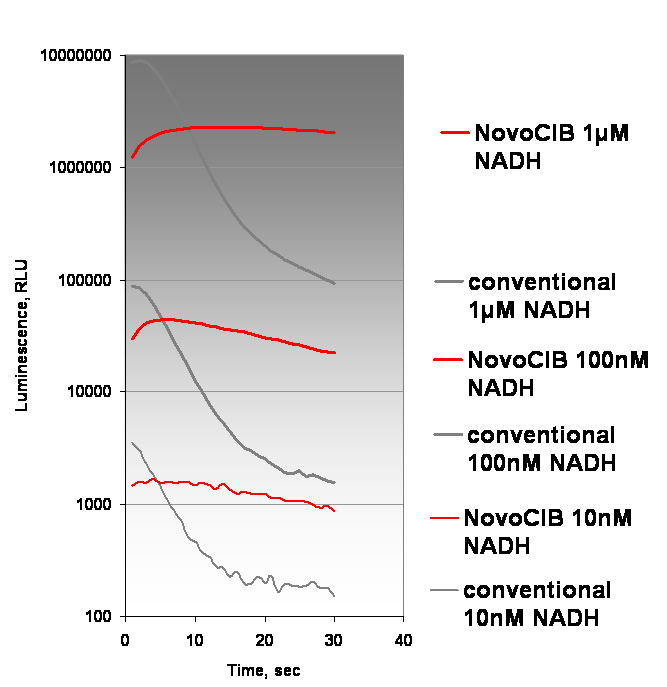 10000000
1000000
100000
10000
1000
100
0
10
20
30
40
Luminescence, RLU
Time, sec
NovoCIB 1µM
NADH
conventional
1µM NADH
NovoCIB 100nM
NADH
conventional
100nM NADH
NovoCIB 10nM
NADH
conventional
10nM NADH